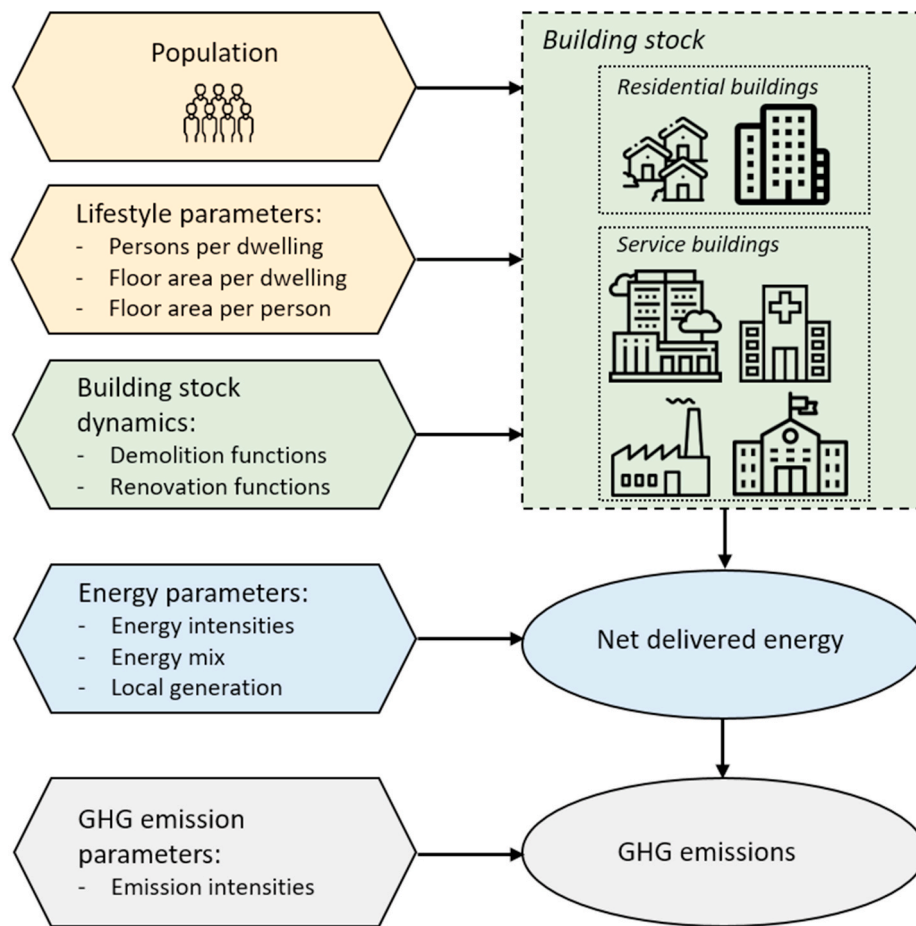 Population
Building stock
Residential buildings
Lifestyle parameters:
- Persons per dwelling
- Floor area per dwelling
- Floor area per person
Service buildings
Building stock
dynamics:
- Demolition functions
- Renovation functions
Energy parameters:
- Energy intensities
- Energy mix
- Local generation
Net delivered energy
GHG emission
parameters:
- Emission intensities
GHG emissions